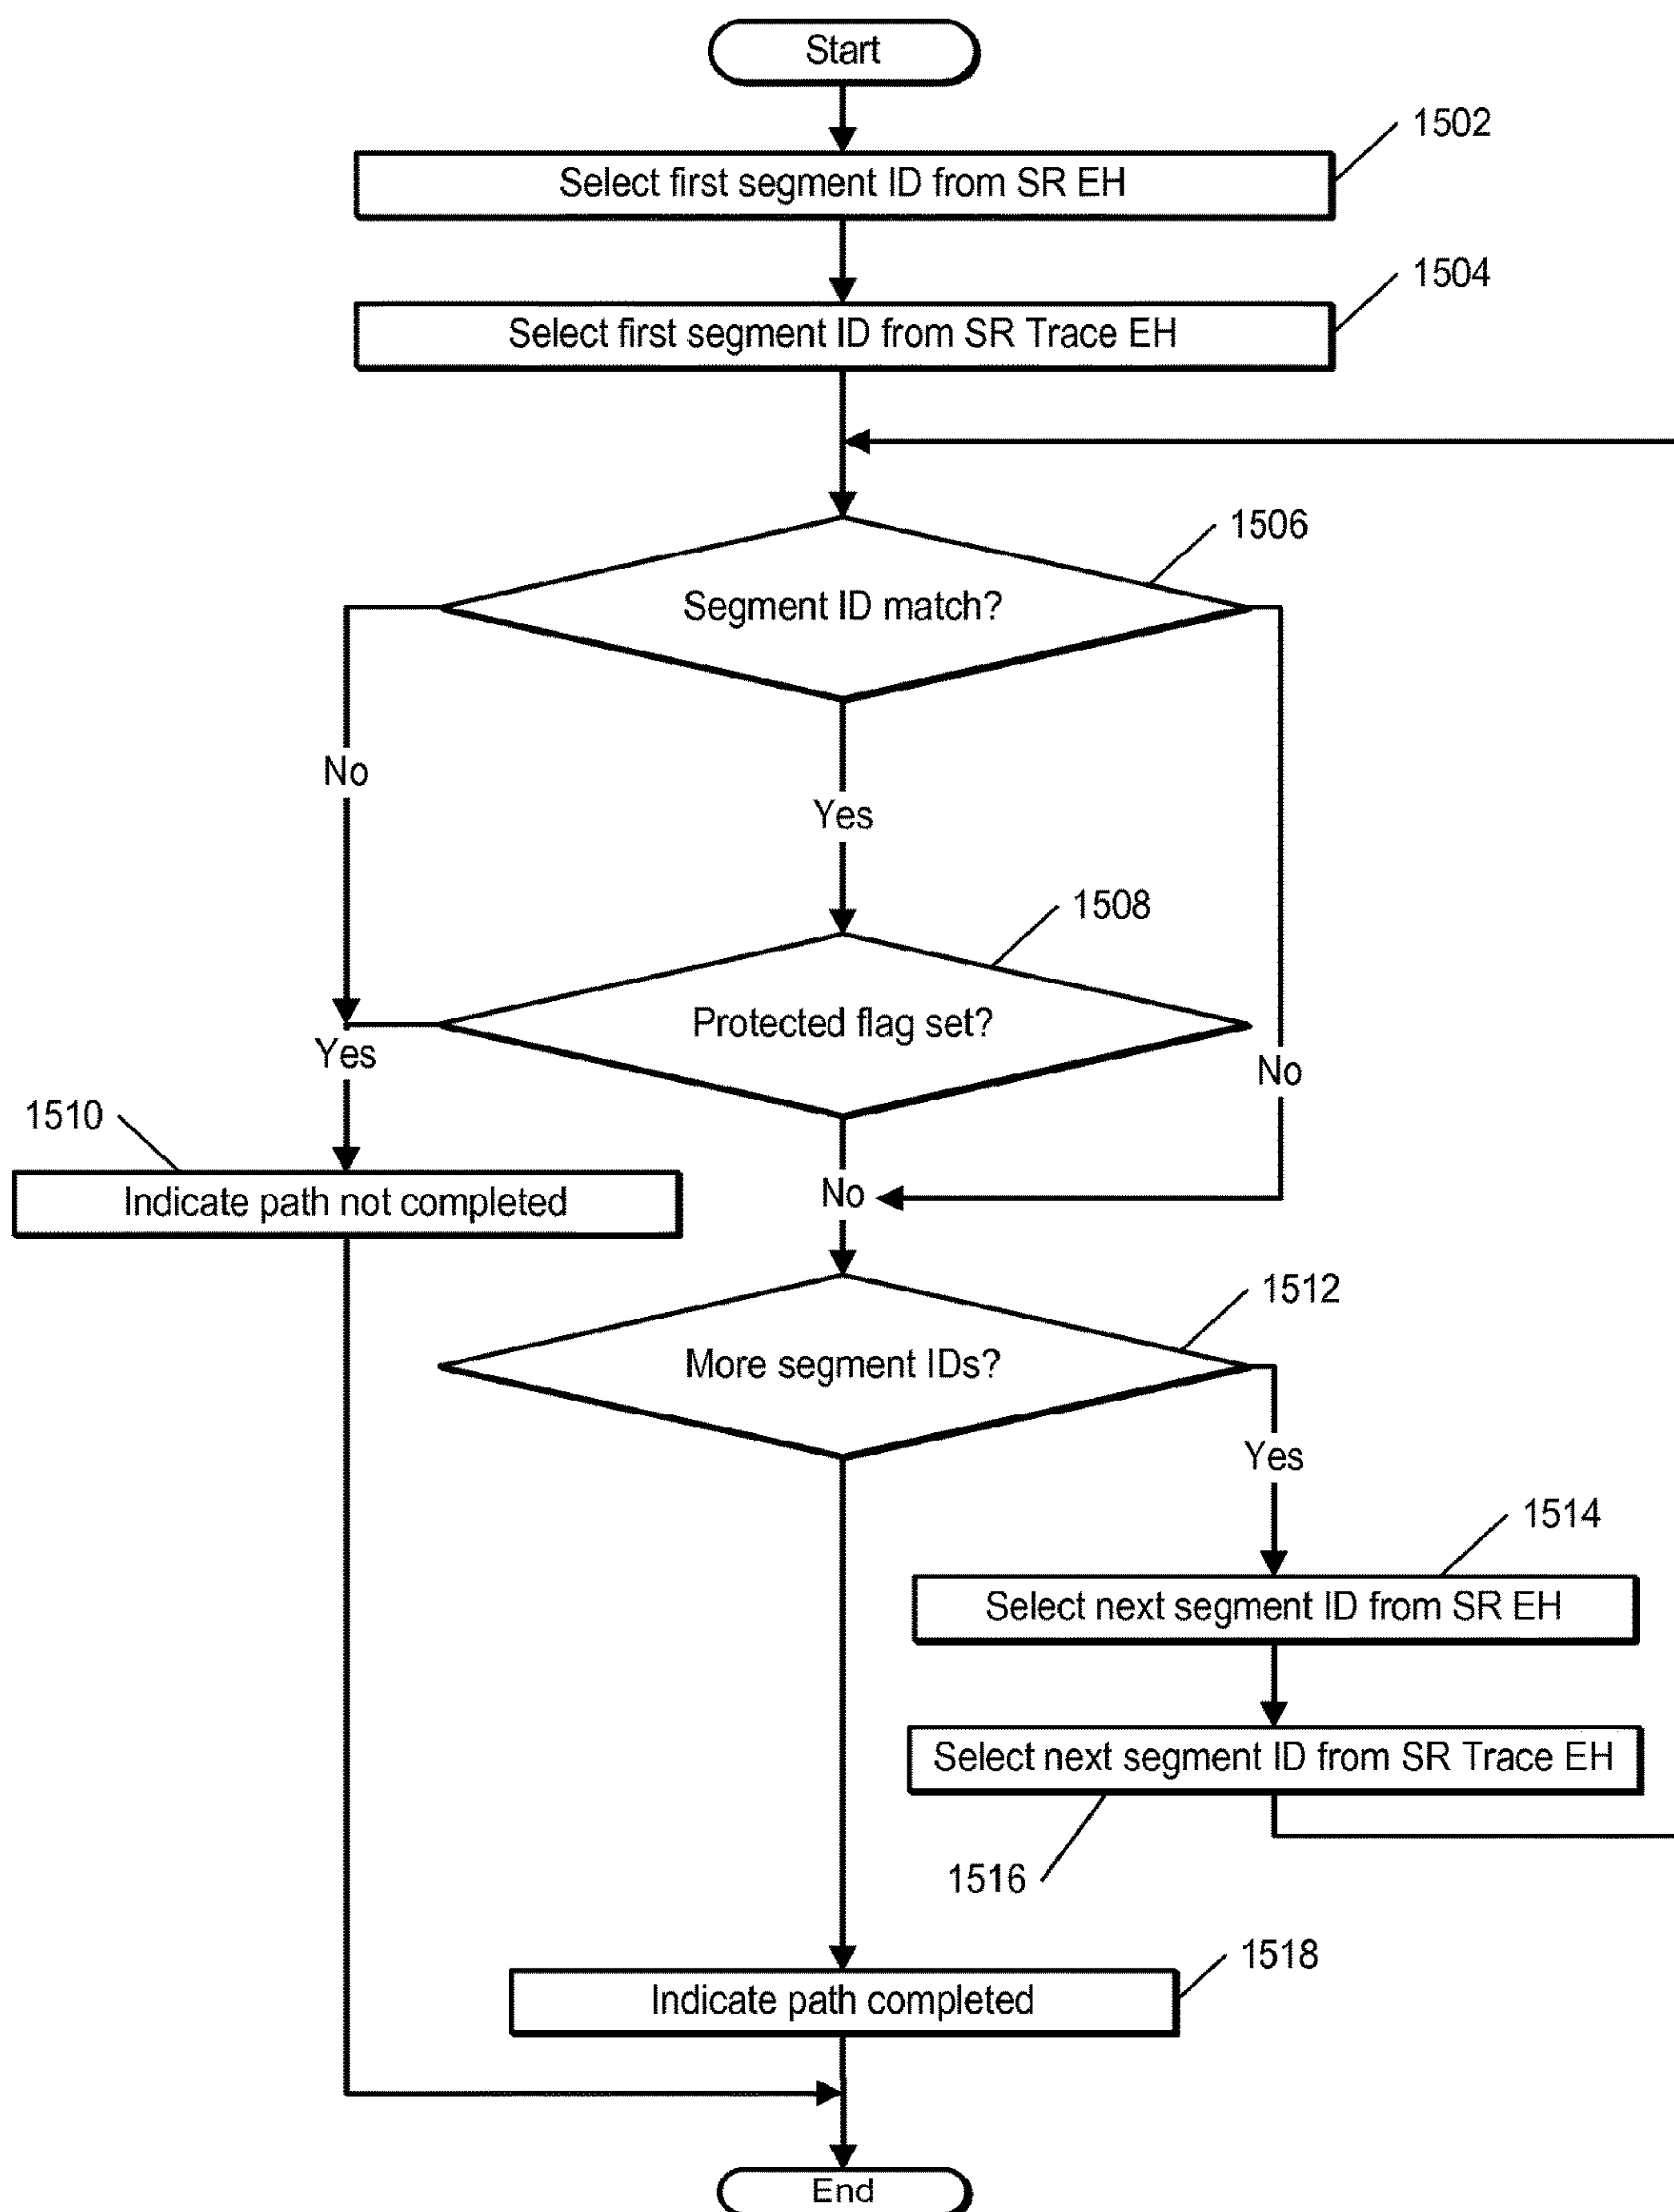 Start
1502
Select first segment ID from SR EH
1504
Select first segment ID from SR Trace EH
1506
Segment ID match?
No
Yes
1508
Protected flag set?
Yes
No
1510
Indicate path not completed
No
1512
More segment IDs?
Yes
1514
Select next segment ID from SR EH
Select next segment ID from SR Trace EH
1516
1518
Indicate path completed
End